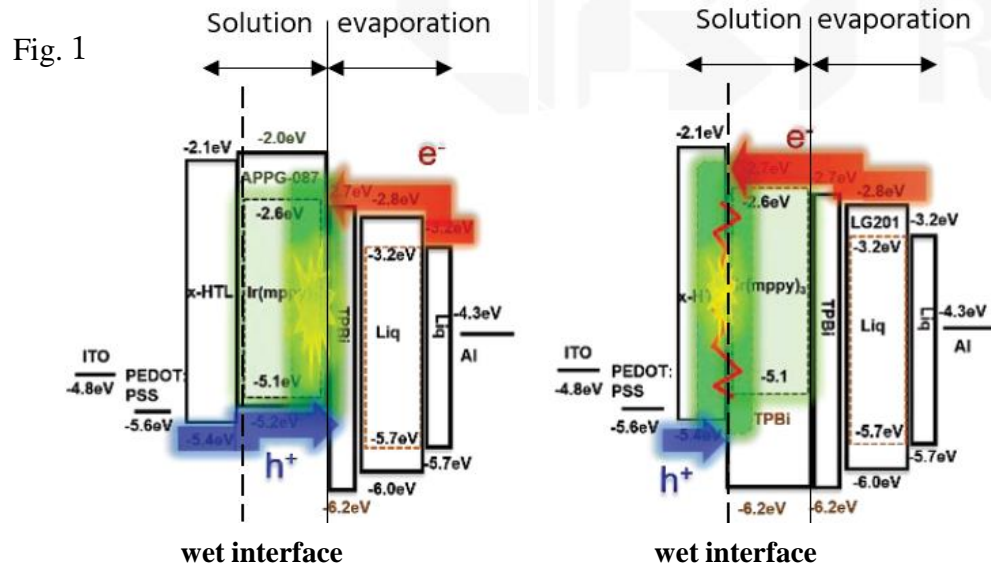 Solution evaporation
Fig. 1
-2.1eV
-2.0eV
e-
APPG-087
-2.7eV
-2.8eV
-2.6eV
-3.2eV
-3.2eV
x-HTL
Ir(mppy)
TPBi
Liq
Liq
-4.3eV
Al
ITO
-4.8eV
PEDOT:
PSS
-5.6eV
-5.1eV
-5.4eV
-5.2eV
h+
-5.7eV
-5.7eV
-6.0eV
-6.2eV
wet interface
Solution evaporation
-2.1eV
e-
-2.7eV
-2.7eV
-2.8eV
-2.6eV
LG201
-3.2eV
-3.2eV
x-H
Ir(mppy)3
TPBi
Liq
Liq
-4.3eV
Al
ITO
-4.8eV
PEDOT:
PSS
-5.6eV
-5.1
-5.4eV
TPBi
h+
-5.7eV
-5.7eV
-6.0eV
-6.2eV
-6.2eV
wet interface